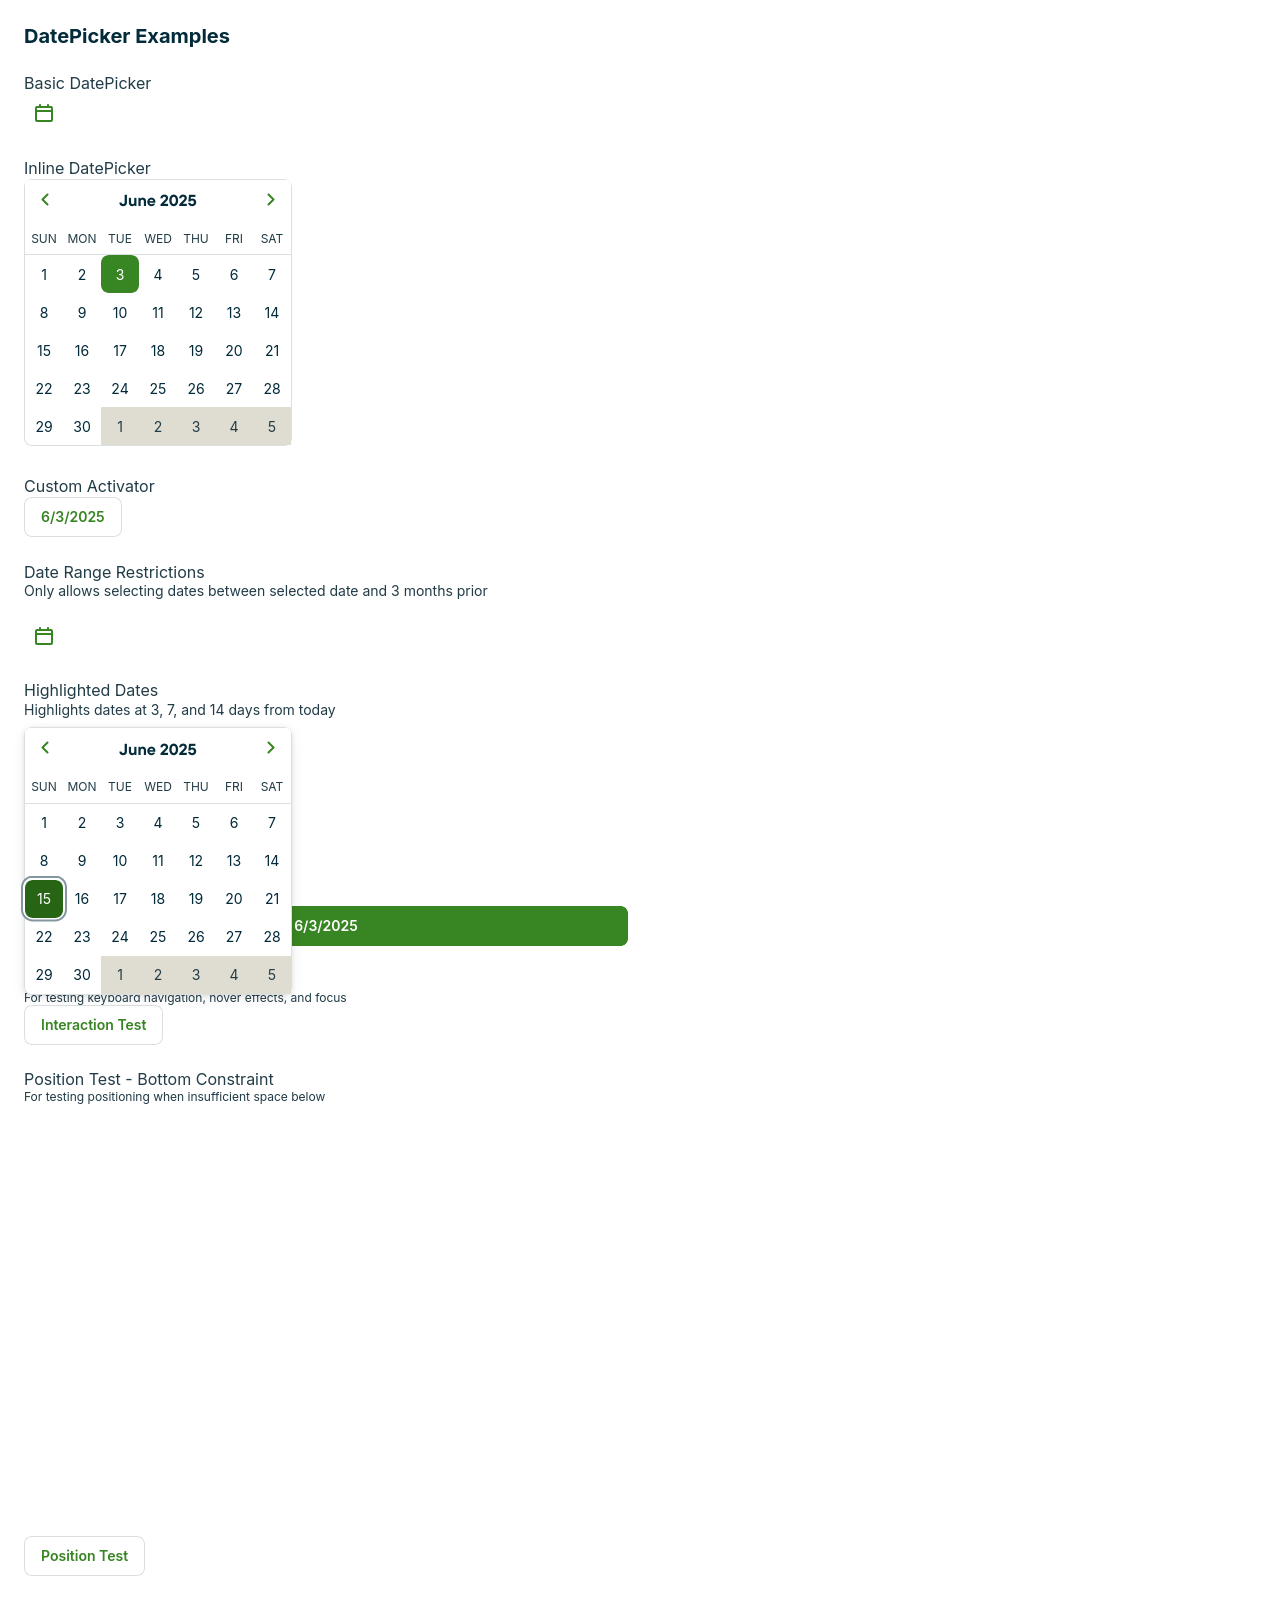 DatePicker Examples
Basic DatePicker
Inline DatePicker
June 2025
SUN MON TUE WED THU FRI SAT
1 2 3 4 5 6 7
8 9 10 11 12 13 14
15 16 17 18 19 20 21
22 23 24 25 26 27 28
29 30 1 2 3 4 5
Custom Activator
6/3/2025
Date Range Restrictions
Only allows selecting dates between selected date and 3 months prior
Highlighted Dates
Highlights dates at 3, 7, and 14 days from today
June 2025
SUN MON TUE WED THU FRI SAT
1 2 3 4 5 6 7
8 9 10 11 12 13 14
15 16 17 18 19 20 21
6/3/2025
22 23 24 25 26 27 28
29 30 1 2 3 4 5
For testing keyboard navigation, hover effects, and focus
Interaction Test
Position Test - Bottom Constraint
For testing positioning when insufficient space below
Position Test